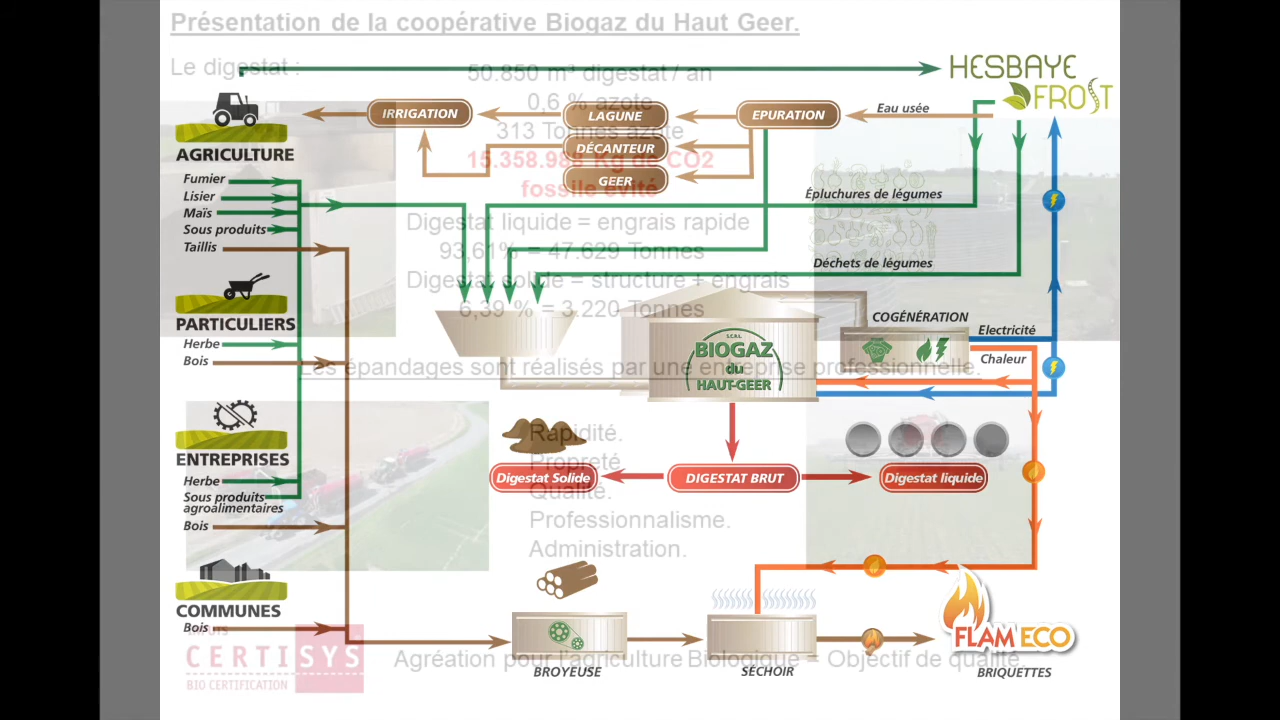 Présentation de la coopérative Biogaz du Haut Geer.
Le digestat :
50.850 m³ digestat / an
0,6 % azote
313 Tonnes azote
15.358.988 Kg de CO2
fossile évité
Digestat liquide = engrais rapide
93,61% = 47.629 Tonnes
Digestat solide = structure + engrais
6,39 % = 3.220 Tonnes
Les épandages sont réalisés par une entreprise professionnelle.
Rapidité.
Propreté
Qualité.
Professionnalisme.
Administration.
Agréation pour l'agriculture Biologique = Objectif de qualité.
CERTISYS
BIO CERTIFICATION
HESBAYE
FROST
IRRIGATION
LAGUNE
EPURATION
Eau usée
DÉCANTEUR
GEER
AGRICULTURE
Fumier
Lisier
Maïs
Sous produits
Taillis
Épluchures de légumes
Déchets de légumes
PARTICULIERS
Herbe
Bois
S.C.R.L.
BIOGAZ
du
HAUT-GEER
COGÉNÉRATION
Electricité
Chaleur
ENTREPRISES
Herbe
Sous produits
agroalimentaires
Bois
Digestat Solide
DIGESTAT BRUT
Digestat liquide
COMMUNES
Bois
BROYEUSE
SÉCHOIR
FLAM ECO
BRIQUETTES